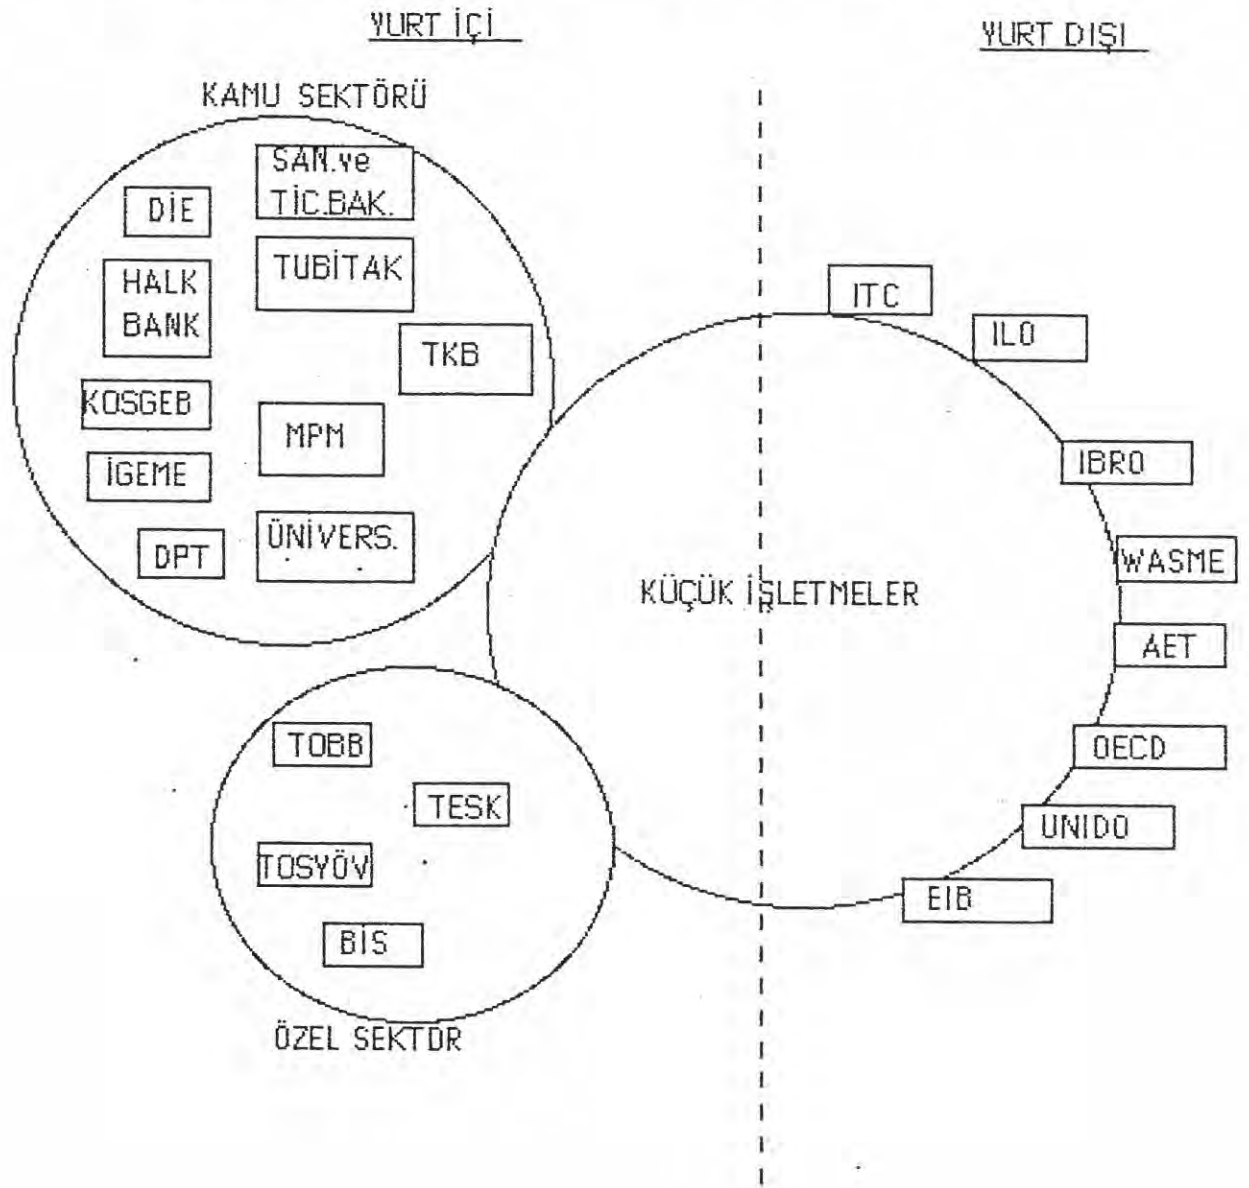 YURT İÇİ
YURT DIŞI
KAMU SEKTÖRÜ
SAN.ve
TİC.BAK.
DİE
TUBİTAK
HALK
BANK
TKB
KOSGEB
MPM
İGEME
ÜNİVERS.
DPT
ITC
ILO
IBRO
WASME
KÜÇÜK İŞLETMELER
AET
OECD
UNIDO
EIB
TOBB
TESK
TOSYÖV
BİS
ÖZEL SEKTÖR